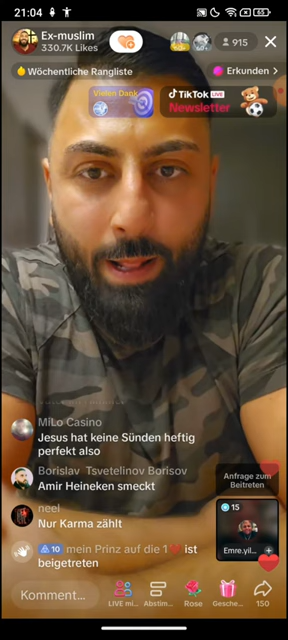 21:04
65
Ex-muslim
330.7K Likes
60+
915
Wöchentliche Rangliste
Erkunden >
Vielen Dank
TikTok LIVE
Newsletter
MiLo Casino
Jesus hat keine Sünden heftig
perfekt also
Borislav Tsvetelinov Borisov
Amir Heineken smeckt
neel
Nur Karma zählt
10 mein Prinz auf die 1 ist
beigetreten
Anfrage zum
Beitreten
15
Emre.yil...
Komment...
LIVE mi...
Abstim...
Rose
Gesche...
150